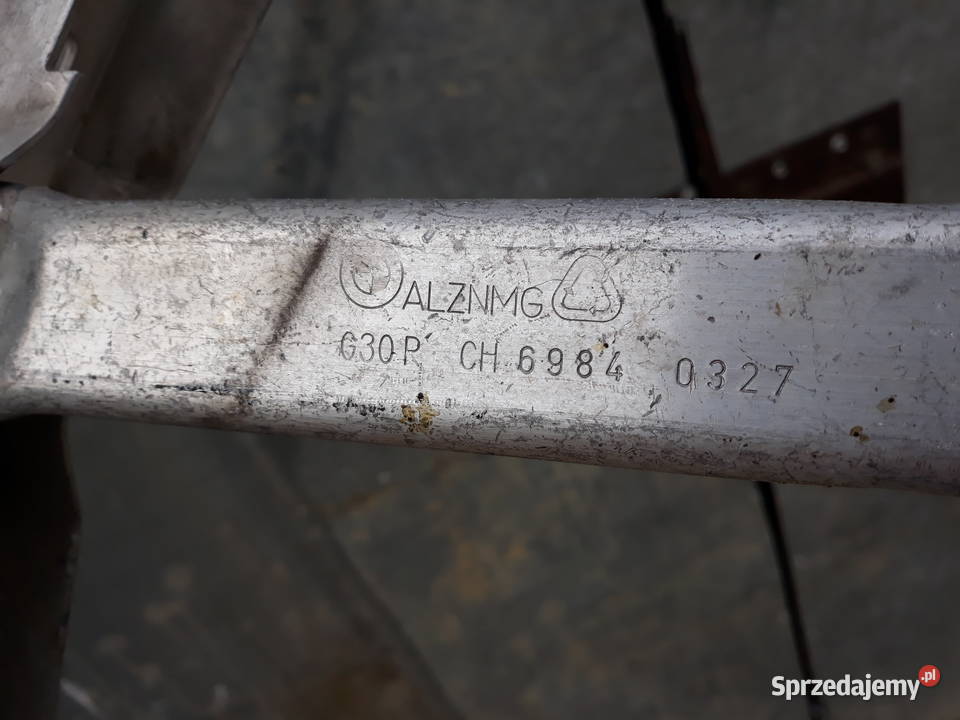 ALZNMG
G30P CH 6984 0327
Sprzedajemy.pl